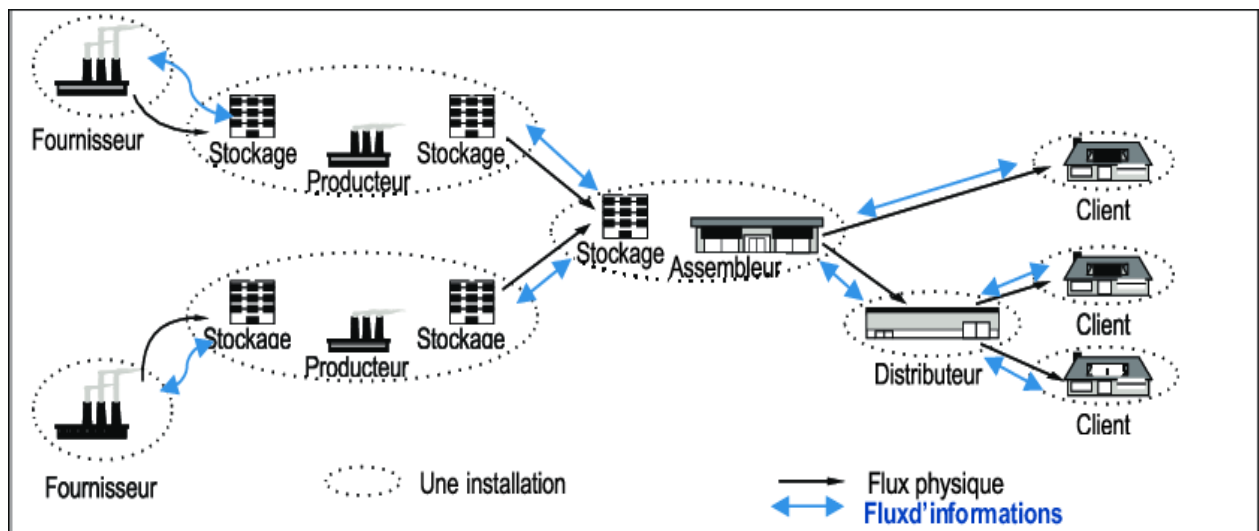 Fournisseur
Stockage
Producteur
Stockage
Stockage
Assembleur
Client
Client
Stockage
Producteur
Stockage
Distributeur
Client
Fournisseur
Une installation
Flux physique
Fluxd'informations